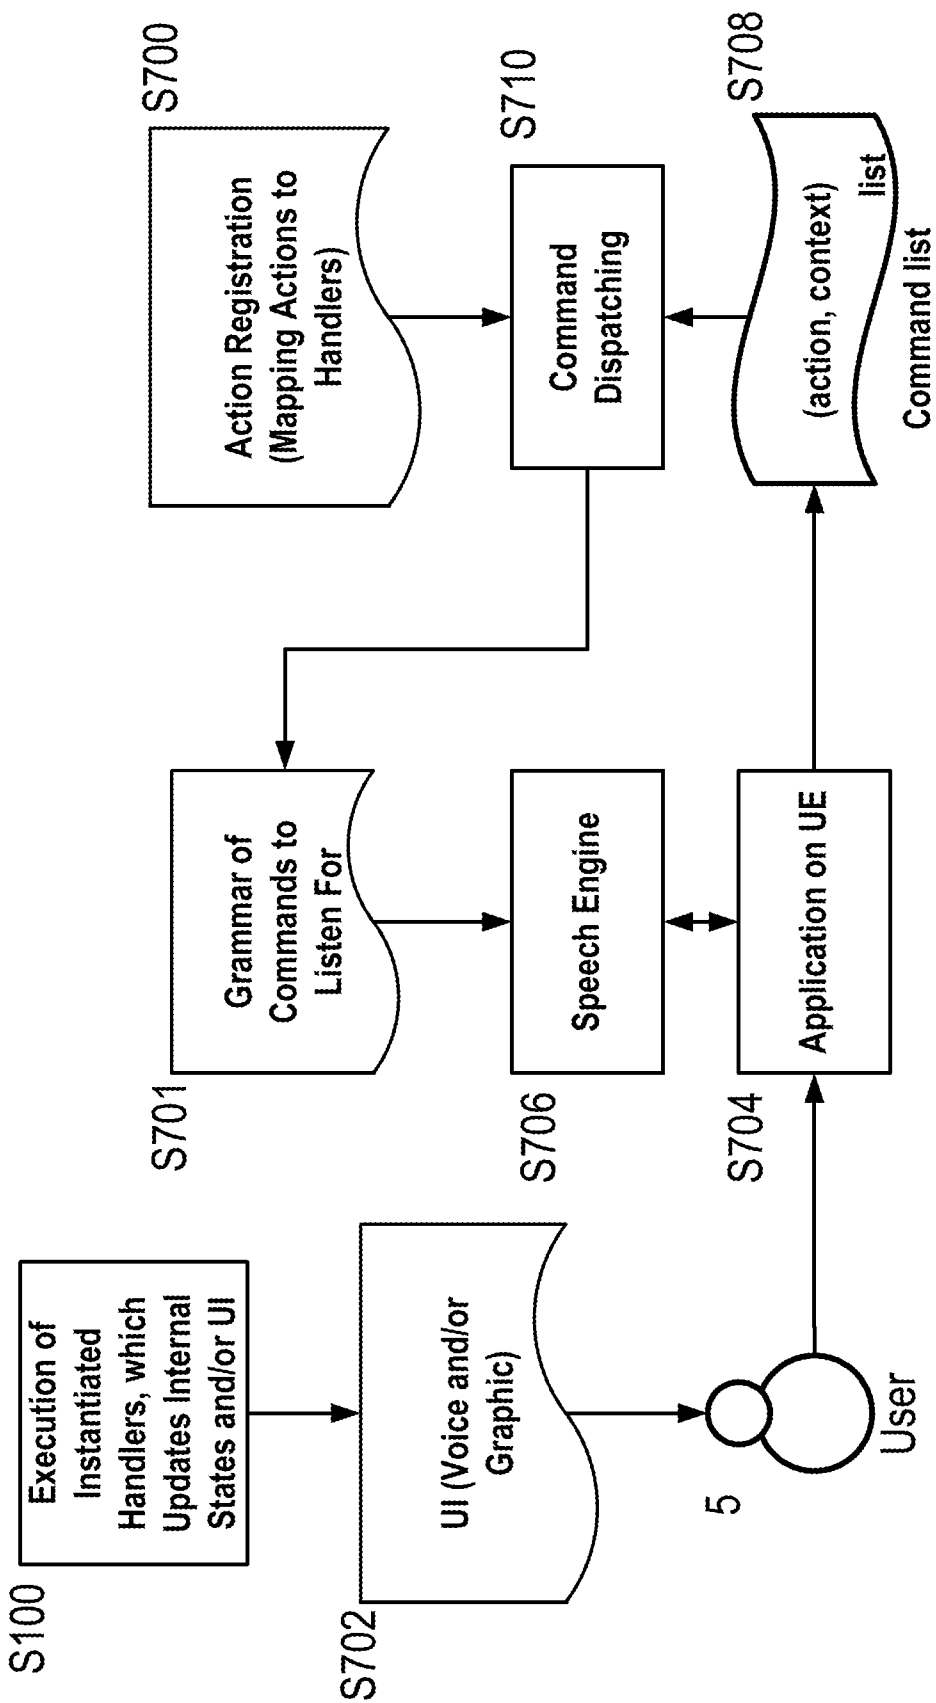 S100
Execution of
Instantiated
Handlers, which
Updates Internal
States and/or UI
S702
UI (Voice and/or
Graphic)
5
User
S701
Grammar of
Commands to
Listen For
S706
Speech Engine
S704
Application on UE
S700
Action Registration
(Mapping Actions to
Handlers)
S710
Command
Dispatching
S708
(action, context)
list
Command list